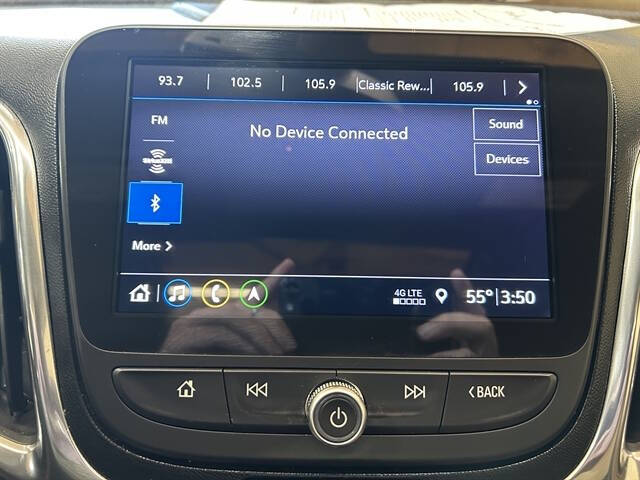 93.7 102.5 105.9 Classic Rew... 105.9
FM
No Device Connected
Sound
SiriusXM
Devices
More
4G LTE
55° 3:50
BACK